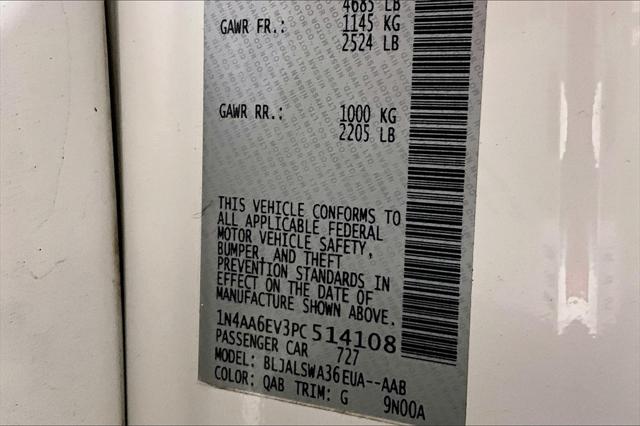 4685 LB
GAWR FR.: 1145 KG
2524 LB
GAWR RR.: 1000 KG
2205 LB
THIS VEHICLE CONFORMS TO
ALL APPLICABLE FEDERAL
MOTOR VEHICLE SAFETY,
BUMPER, AND THEFT
PREVENTION STANDARDS IN
EFFECT ON THE DATE OF
MANUFACTURE SHOWN ABOVE.
1N4AA6EV3PC514108
PASSENGER CAR 727
MODEL: BLJALSWA36EUA--AAB
COLOR: QAB TRIM: G 9N00A